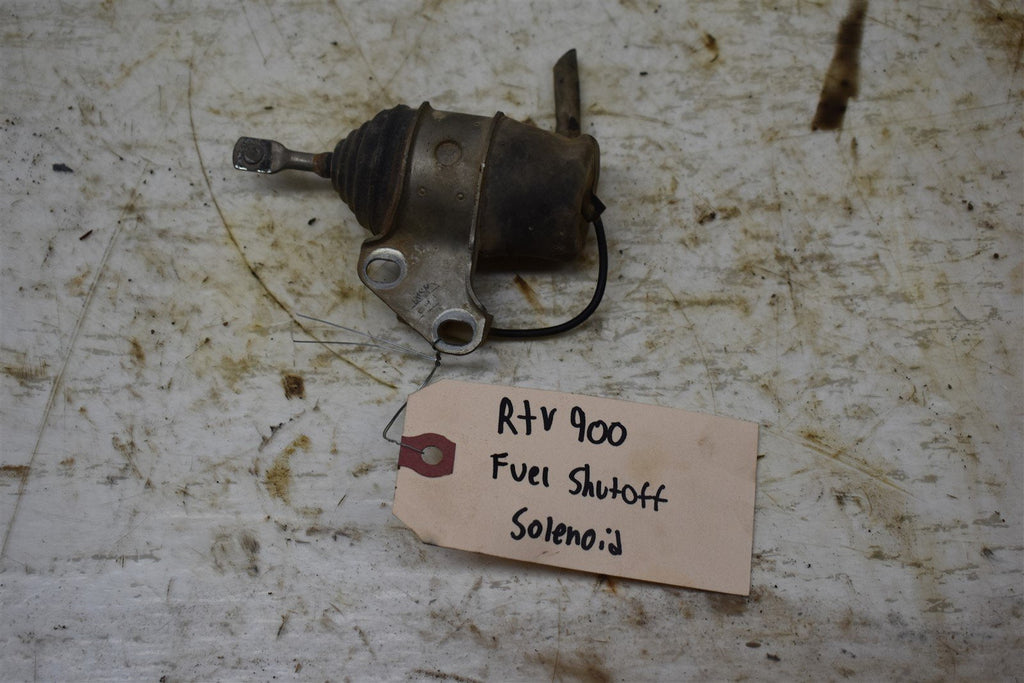 Rtv 900
Fuel Shutoff
Solenoid